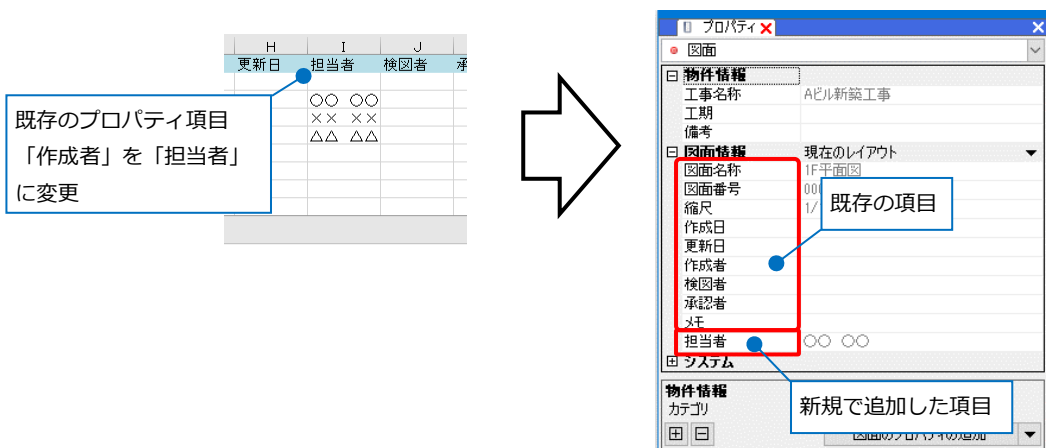 H I J
更新日 担当者 検図者
○○ ○○
×× ××
△△ △△
既存のプロパティ項目
「作成者」を「担当者」
に変更
プロパティ
図面
物件情報
工事名称 Aビル新築工事
工期
備考
図面情報 現在のレイアウト
図面名称 1F平面図
図面番号 00
縮尺 1/
作成日
更新日
作成者
検図者
承認者
メモ
担当者 ○○ ○○
システム
既存の項目
新規で追加した項目
物件情報
カテゴリ
図面のプロパティの追加